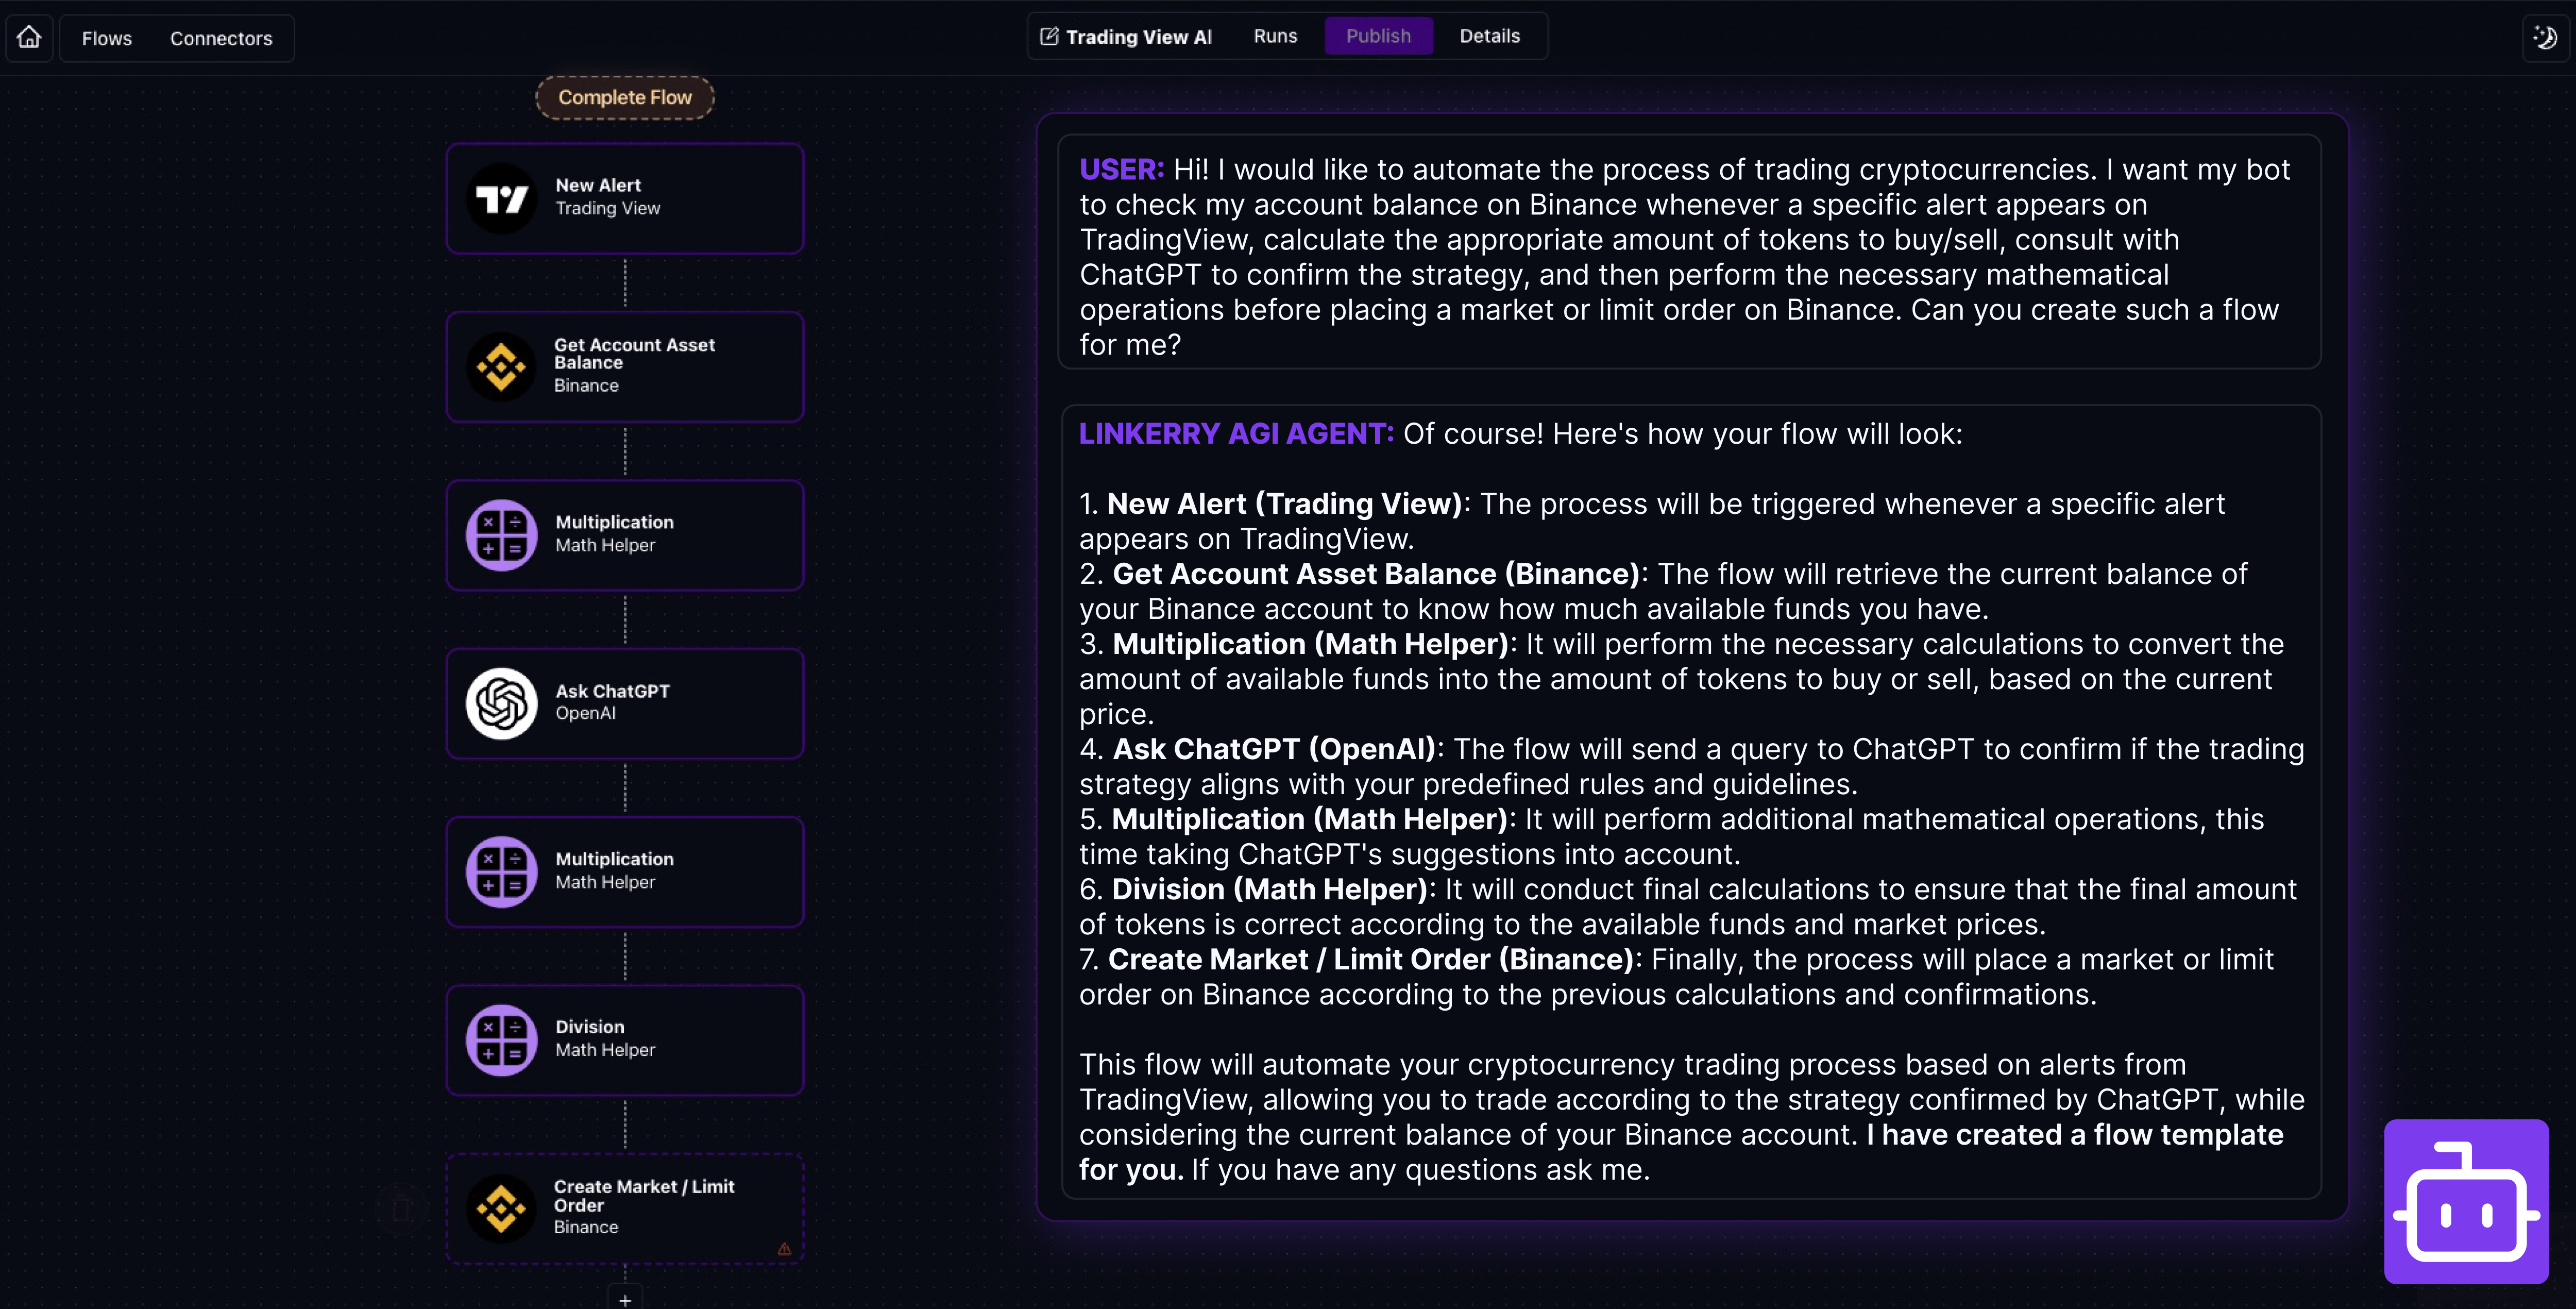 Flows
Connectors
Trading View AI
Runs
Publish
Details
Complete Flow
New Alert
Trading View
Get Account Asset
Balance
Binance
Multiplication
Math Helper
Ask ChatGPT
OpenAI
Multiplication
Math Helper
Division
Math Helper
Create Market / Limit
Order
Binance
+
USER: Hi! I would like to automate the process of trading cryptocurrencies. I want my bot
to check my account balance on Binance whenever a specific alert appears on
TradingView, calculate the appropriate amount of tokens to buy/sell, consult with
ChatGPT to confirm the strategy, and then perform the necessary mathematical
operations before placing a market or limit order on Binance. Can you create such a flow
for me?
LINKERRY AGI AGENT: Of course! Here's how your flow will look:
1. New Alert (Trading View): The process will be triggered whenever a specific alert
appears on TradingView.
2. Get Account Asset Balance (Binance): The flow will retrieve the current balance of
your Binance account to know how much available funds you have.
3. Multiplication (Math Helper): It will perform the necessary calculations to convert the
amount of available funds into the amount of tokens to buy or sell, based on the current
price.
4. Ask ChatGPT (OpenAI): The flow will send a query to ChatGPT to confirm if the trading
strategy aligns with your predefined rules and guidelines.
5. Multiplication (Math Helper): It will perform additional mathematical operations, this
time taking ChatGPT's suggestions into account.
6. Division (Math Helper): It will conduct final calculations to ensure that the final amount
of tokens is correct according to the available funds and market prices.
7. Create Market / Limit Order (Binance): Finally, the process will place a market or limit
order on Binance according to the previous calculations and confirmations.
This flow will automate your cryptocurrency trading process based on alerts from
TradingView, allowing you to trade according to the strategy confirmed by ChatGPT, while
considering the current balance of your Binance account. I have created a flow template
for you. If you have any questions ask me.